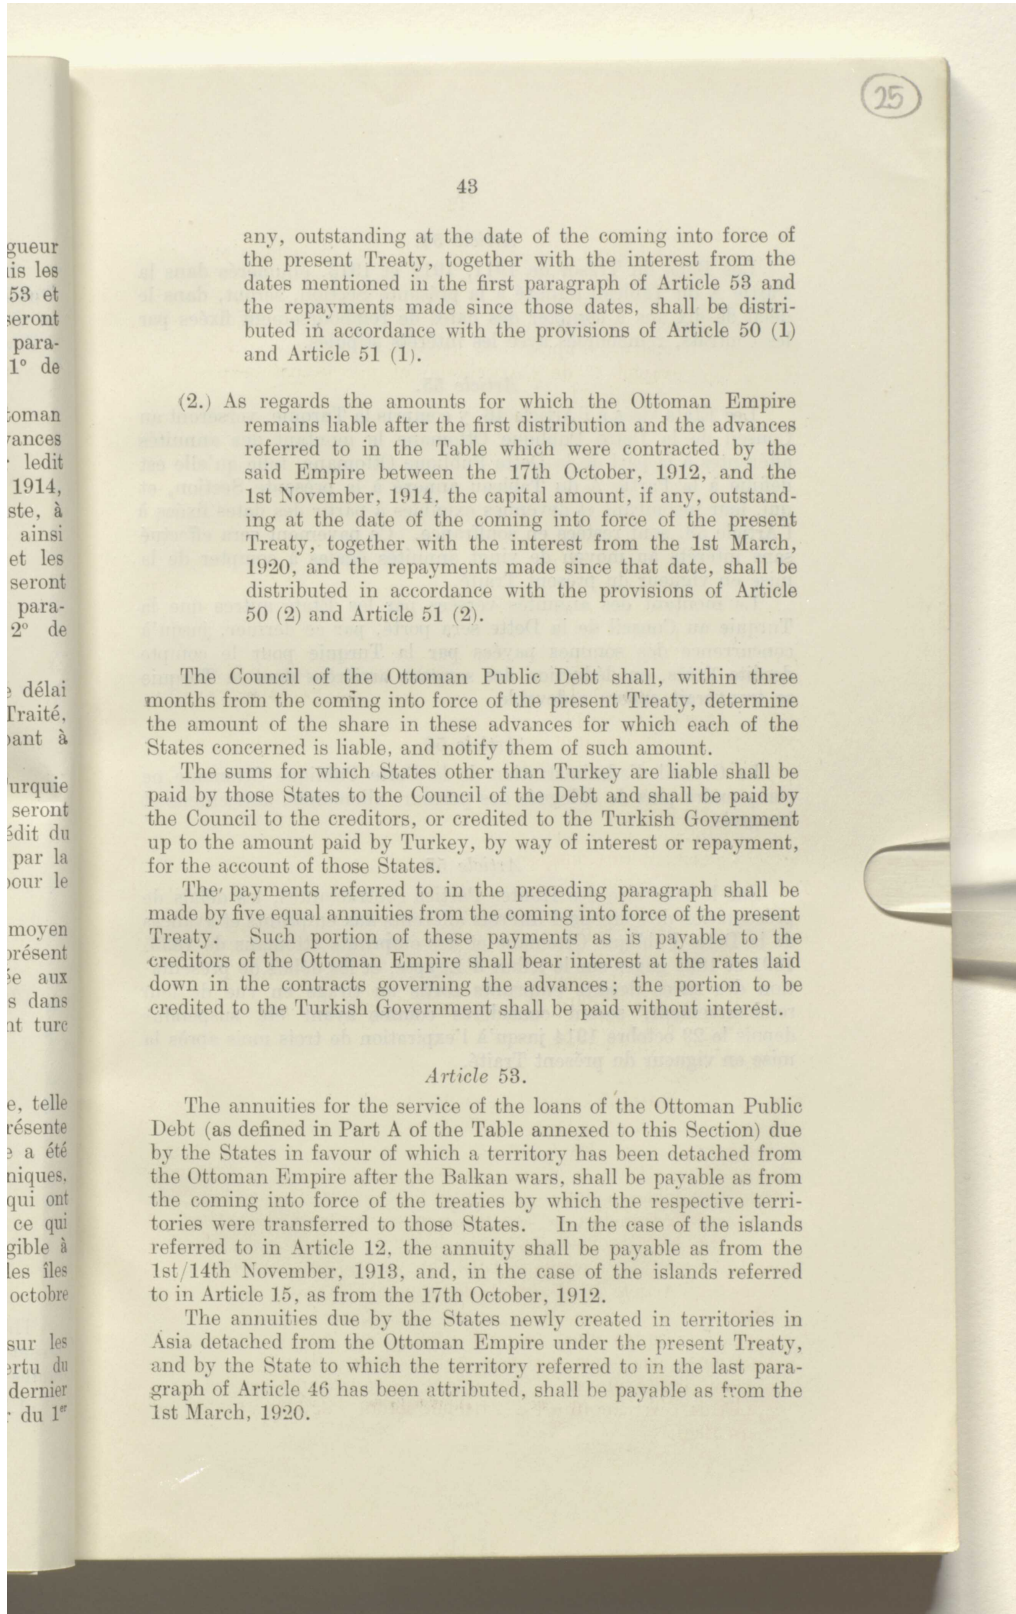 25
43
any, outstanding at the date of the coming into force of
the present Treaty, together with the interest from the
dates mentioned in the first paragraph of Article 53 and
the repayments made since those dates, shall be distri-
buted in accordance with the provisions of Article 50 (1)
and Article 51 (1).
(2.) As regards the amounts for which the Ottoman Empire
remains liable after the first distribution and the advances
referred to in the Table which were contracted by the
said Empire between the 17th October, 1912, and the
1st November, 1914, the capital amount, if any, outstand-
ing at the date of the coming into force of the present
Treaty, together with the interest from the 1st March,
1920, and the repayments made since that date, shall be
distributed in accordance with the provisions of Article
50 (2) and Article 51 (2).
The Council of the Ottoman Public Debt shall, within three
months from the coming into force of the present Treaty, determine
the amount of the share in these advances for which each of the
States concerned is liable, and notify them of such amount.
The sums for which States other than Turkey are liable shall be
paid by those States to the Council of the Debt and shall be paid by
the Council to the creditors, or credited to the Turkish Government
up to the amount paid by Turkey, by way of interest or repayment,
for the account of those States.
The payments referred to in the preceding paragraph shall be
made by five equal annuities from the coming into force of the present
Treaty. Such portion of these payments as is payable to the
creditors of the Ottoman Empire shall bear interest at the rates laid
down in the contracts governing the advances; the portion to be
credited to the Turkish Government shall be paid without interest.
Article 53.
The annuities for the service of the loans of the Ottoman Public
Debt (as defined in Part A of the Table annexed to this Section) due
by the States in favour of which a territory has been detached from
the Ottoman Empire after the Balkan wars, shall be payable as from
the coming into force of the treaties by which the respective terri-
tories were transferred to those States. In the case of the islands
referred to in Article 12, the annuity shall be payable as from the
1st/14th November, 1913, and, in the case of the islands referred
to in Article 15, as from the 17th October, 1912.
The annuities due by the States newly created in territories in
Asia detached from the Ottoman Empire under the present Treaty,
and by the State to which the territory referred to in the last para-
graph of Article 46 has been attributed, shall be payable as from the
1st March, 1920.